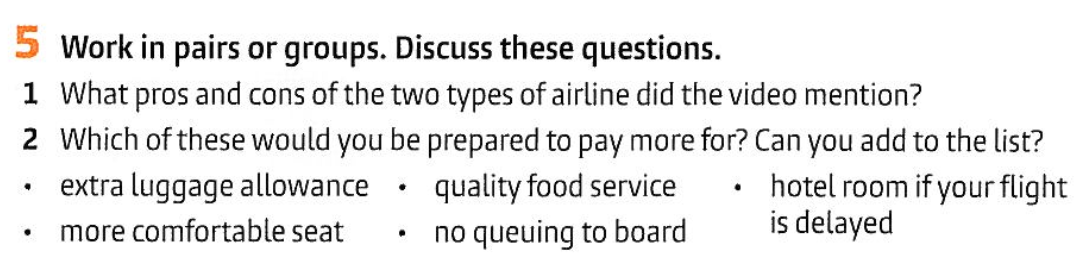 5 Work in pairs or groups. Discuss these questions.
1 What pros and cons of the two types of airline did the video mention?
2 Which of these would you be prepared to pay more for? Can you add to the list?
• extra luggage allowance • quality food service • hotel room if your flight
is delayed
• more comfortable seat • no queuing to board